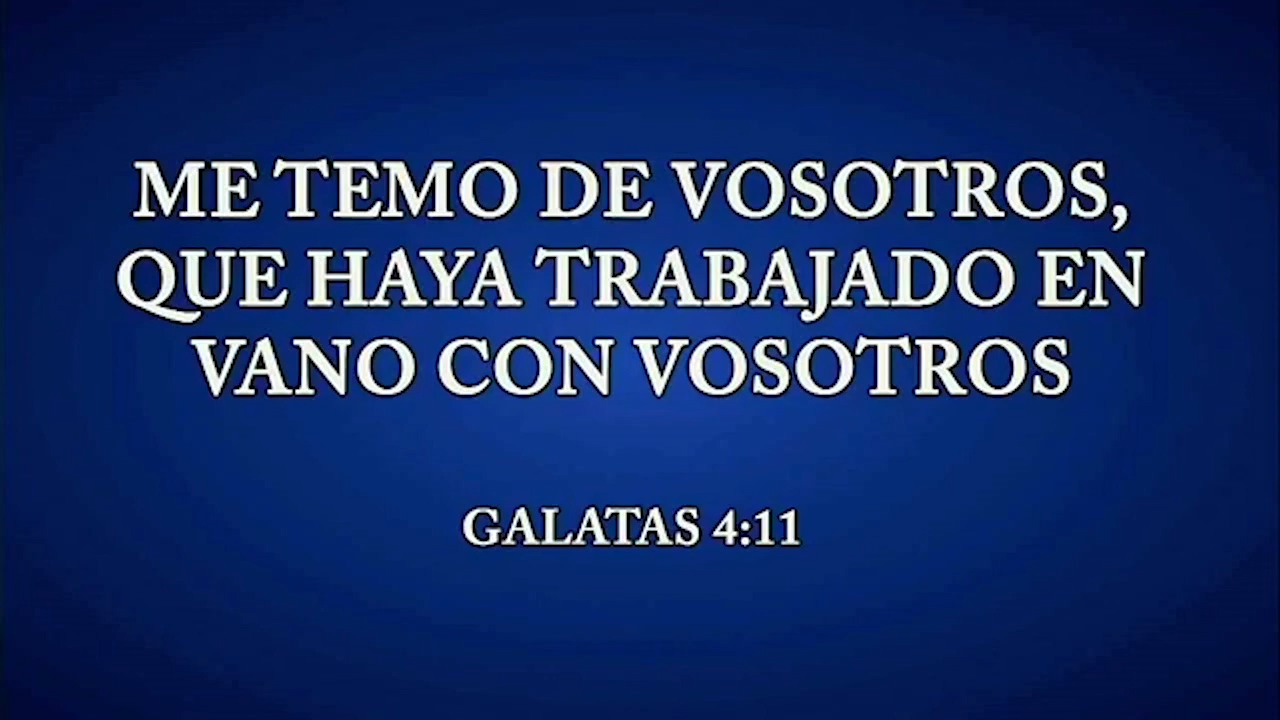 ME TEMO DE VOSOTROS,
QUE HAYA TRABAJADO EN
VANO CON VOSOTROS
GALATAS 4:11